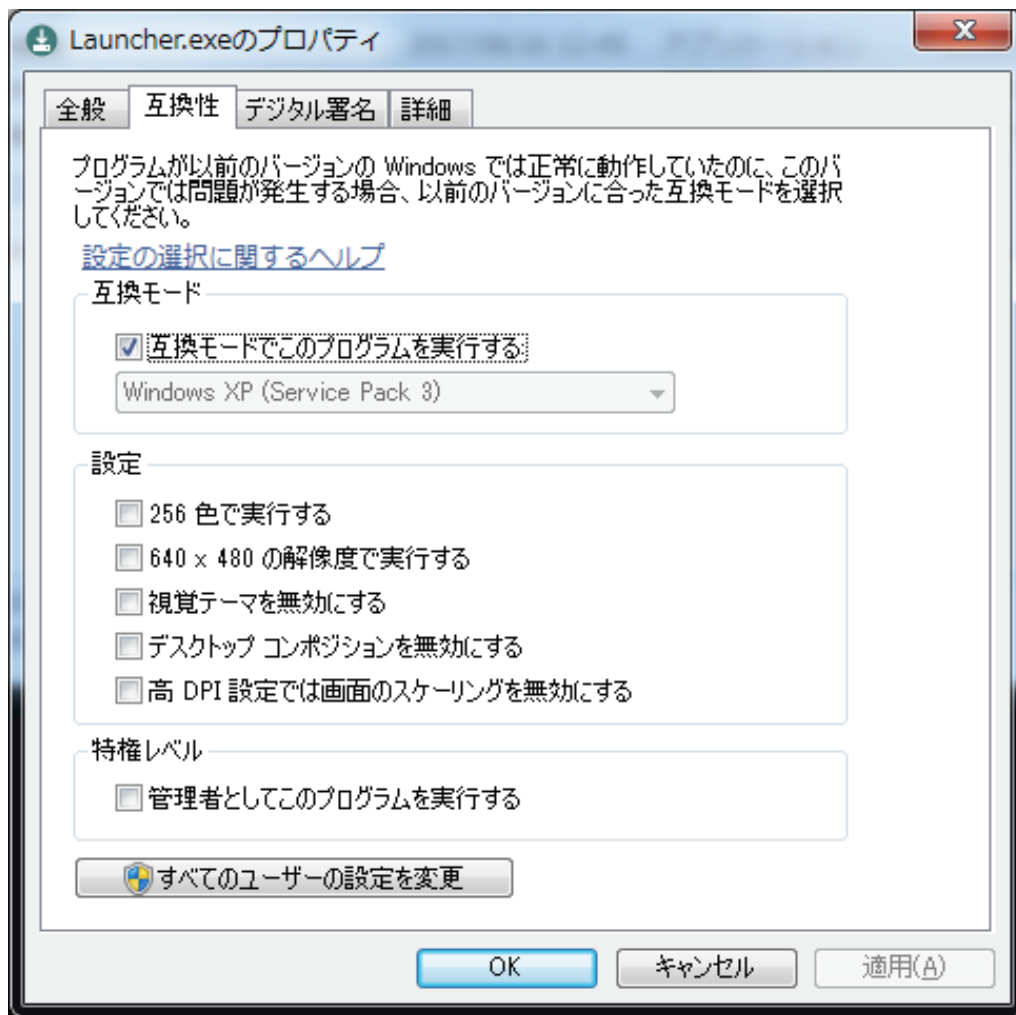 Launcher.exeのプロパティ
全般 互換性 デジタル署名 詳細
プログラムが以前のバージョンの Windows では正常に動作していたのに、このバ
ージョンでは問題が発生する場合、以前のバージョンに合った互換モードを選択
してください。
設定の選択に関するヘルプ
互換モード
互換モードでこのプログラムを実行する
Windows XP (Service Pack 3)
設定
256 色で実行する
640 x 480 の解像度で実行する
視覚テーマを無効にする
デスクトップ コンポジションを無効にする
高 DPI 設定では画面のスケーリングを無効にする
特権レベル
管理者としてこのプログラムを実行する
すべてのユーザーの設定を変更
OK キャンセル 適用(A)